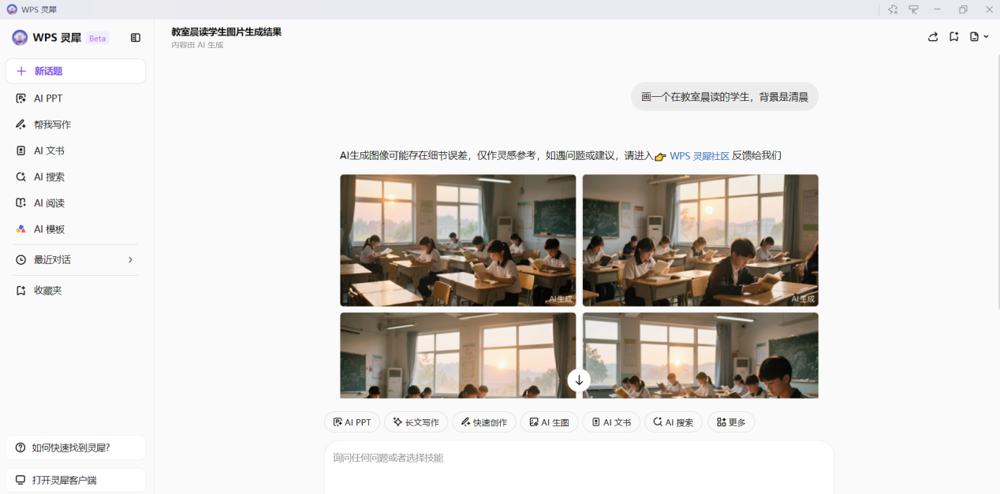 WPS 灵犀
WPS 灵犀 Beta
新话题
AI PPT
帮我写作
AI 文书
AI 搜索
AI 阅读
AI 模板
最近对话
收藏夹
如何快速找到灵犀?
打开灵犀客户端
教室晨读学生图片生成结果
内容由 AI 生成
画一个在教室晨读的学生，背景是清晨
AI生成图像可能存在细节误差，仅作灵感参考，如遇问题或建议，请进入👉 WPS 灵犀社区 反馈给我们
AI生成
AI生成
AI PPT 长文写作 快速创作 AI 生图 AI 文书 AI 搜索 更多
询问任何问题或者选择技能